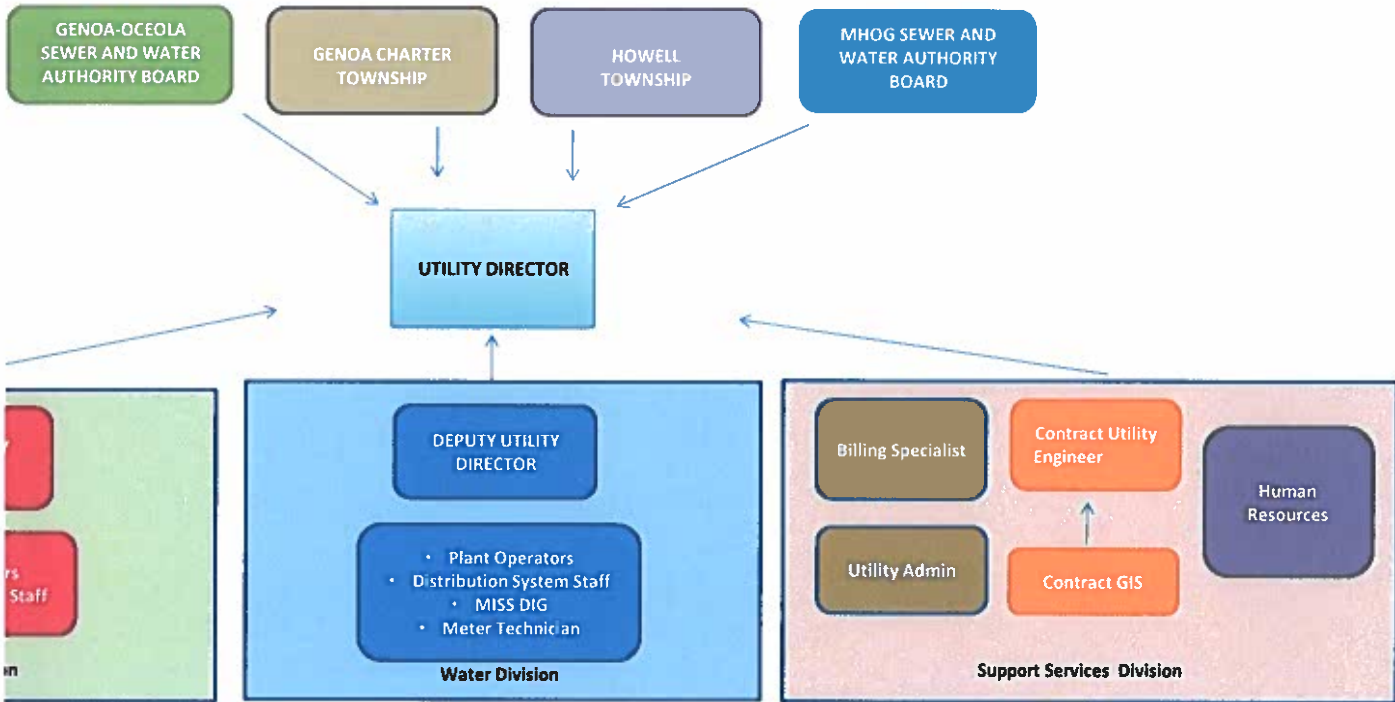 GENOA-OCEOLA
SEWER AND WATER
AUTHORITY BOARD
GENOA CHARTER
TOWNSHIP
HOWELL
TOWNSHIP
MHOG SEWER AND
WATER AUTHORITY
BOARD
UTILITY DIRECTOR
Staff
DEPUTY UTILITY
DIRECTOR
• Plant Operators
• Distribution System Staff
• MISS DIG
• Meter Technician
Water Division
Billing Specialist
Utility Admin
Contract Utility
Engineer
Contract GIS
Human
Resources
Support Services Division